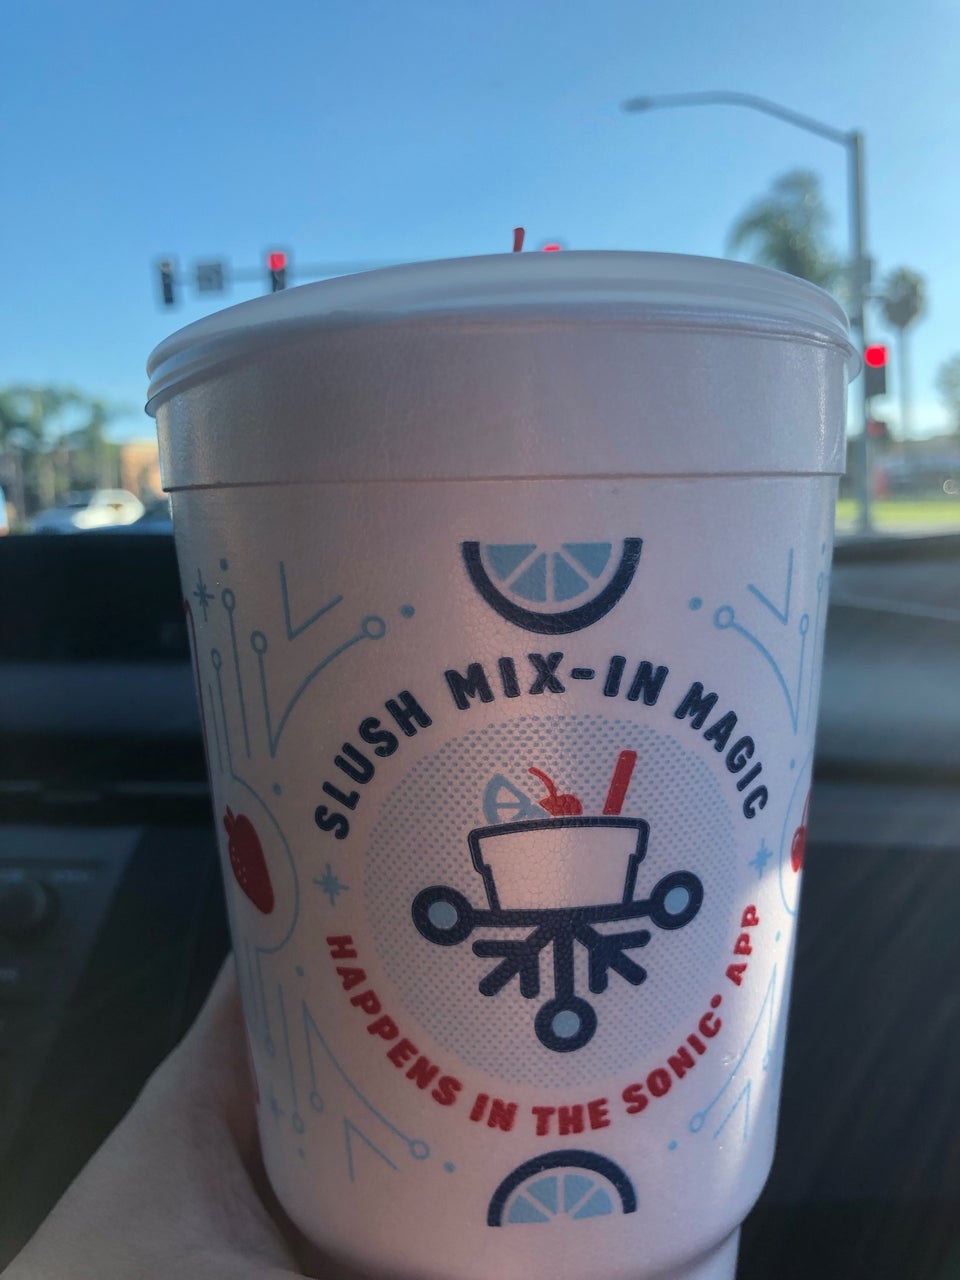 SLUSH MIX-IN MAGIC
HAPPENS IN THE SONIC® APP